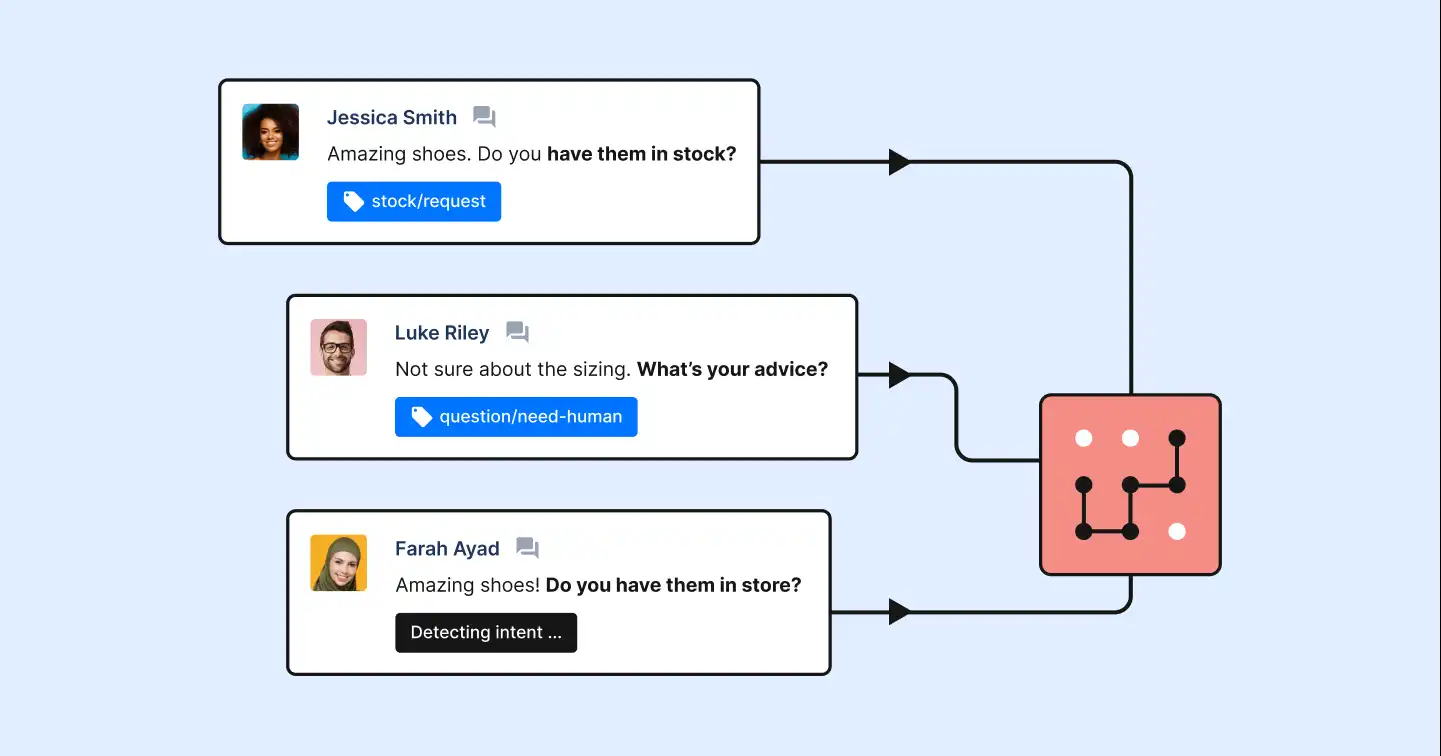 Jessica Smith
Amazing shoes. Do you have them in stock?
stock/request
Luke Riley
Not sure about the sizing. What’s your advice?
question/need-human
Farah Ayad
Amazing shoes! Do you have them in store?
Detecting intent ...